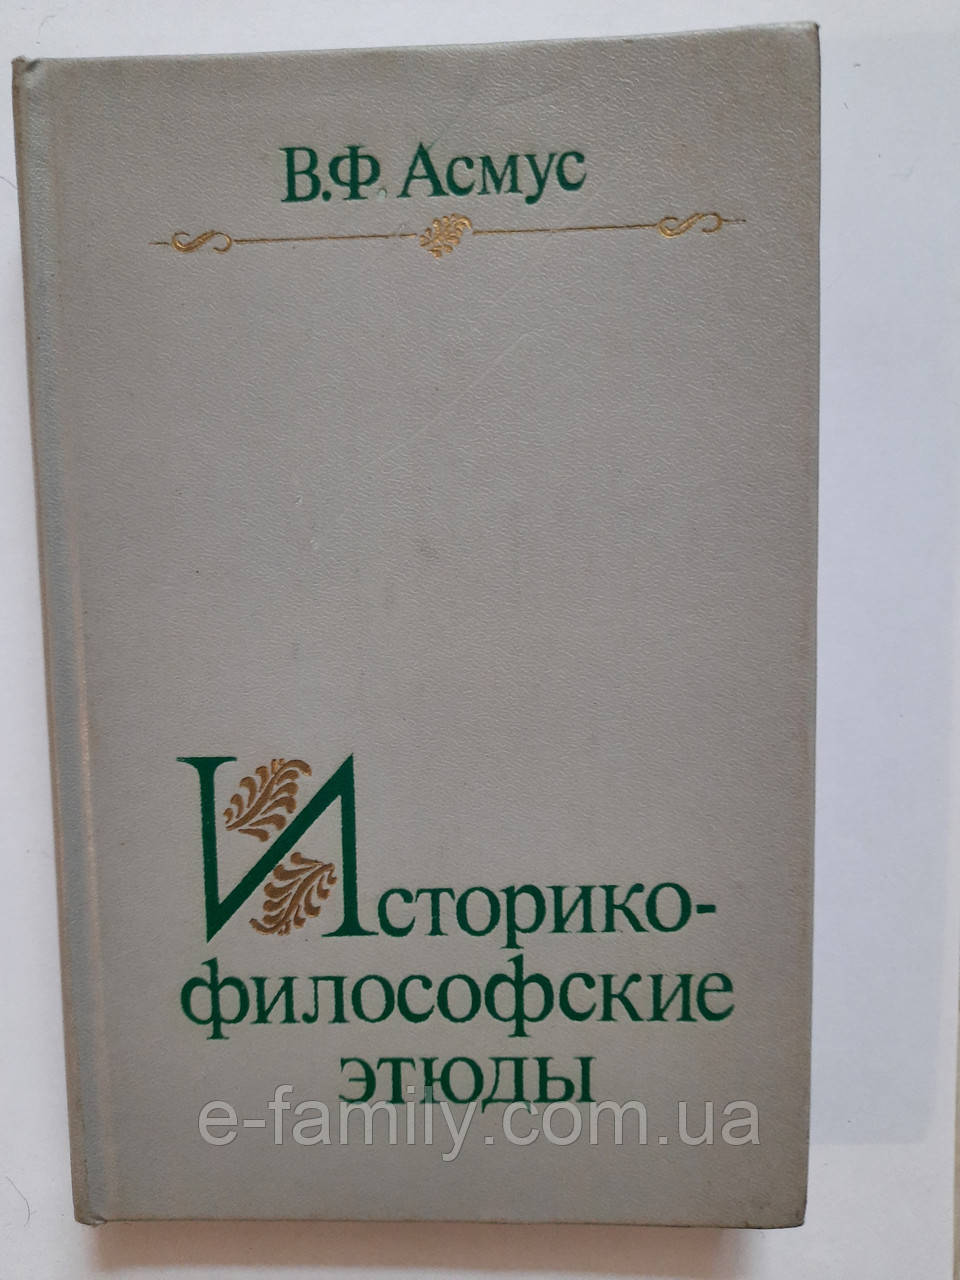 В.Ф. Асмус
Историко-
философские
этюды
e-family.com.ua